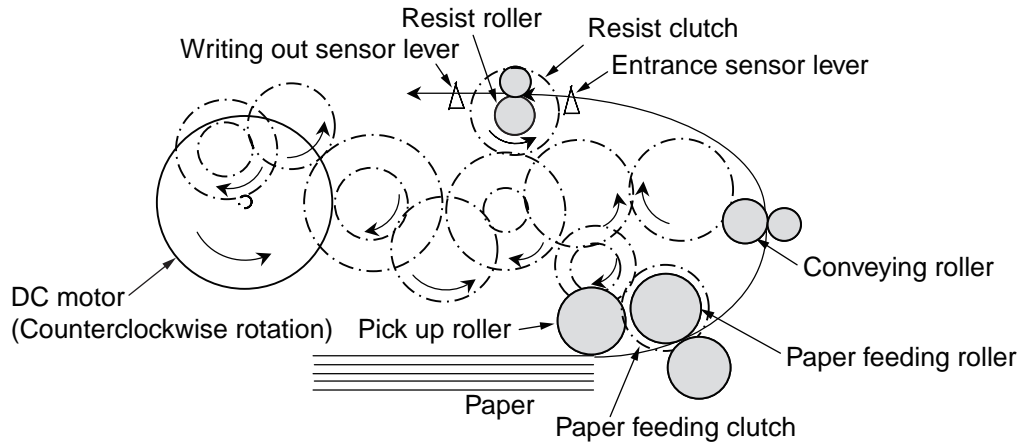 Resist roller
Resist clutch
Writing out sensor lever
Entrance sensor lever
Conveying roller
DC motor
(Counterclockwise rotation)
Pick up roller
Paper feeding roller
Paper
Paper feeding clutch